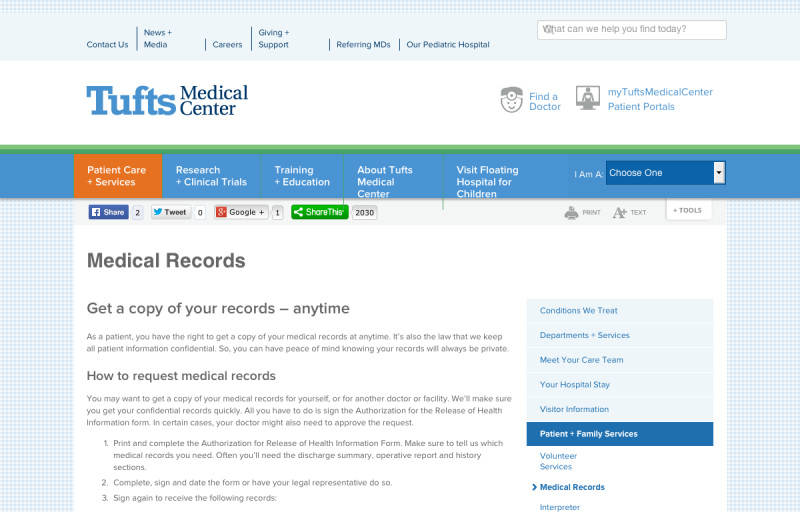 Contact Us
News +
Media
Careers
Giving +
Support
Referring MDs
Our Pediatric Hospital
What can we help you find today?
Tufts Medical
Center
Find a
Doctor
myTuftsMedicalCenter
Patient Portals
Patient Care
+ Services
Research
+ Clinical Trials
Training
+ Education
About Tufts
Medical
Center
Visit Floating
Hospital for
Children
I Am A: Choose One
Share 2
Tweet 0
Google + 1
ShareThis 2030
PRINT
A+ TEXT
+ TOOLS
Medical Records
Get a copy of your records – anytime
As a patient, you have the right to get a copy of your medical records at anytime. It's also the law that we keep
all patient information confidential. So, you can have peace of mind knowing your records will always be private.
How to request medical records
You may want to get a copy of your medical records for yourself, or for another doctor or facility. We'll make sure
you get your confidential records quickly. All you have to do is sign the Authorization for the Release of Health
Information form. In certain cases, your doctor might also need to approve the request.
1. Print and complete the Authorization for Release of Health Information Form. Make sure to tell us which
medical records you need. Often you'll need the discharge summary, operative report and history
sections.
2. Complete, sign and date the form or have your legal representative do so.
3. Sign again to receive the following records:
Conditions We Treat
Departments + Services
Meet Your Care Team
Your Hospital Stay
Visitor Information
Patient + Family Services
Volunteer
Services
Medical Records
Interpreter